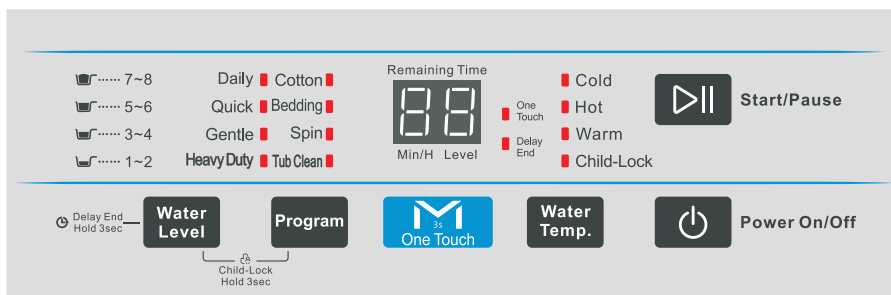 Remaining Time
7~8 Daily Cotton Cold
5~6 Quick Bedding One Touch Hot Start/Pause
3~4 Gentle Spin Delay End Warm
1~2 Heavy Duty Tub Clean Min/H Level Child-Lock
88
Delay End
Hold 3sec
Water
Level
Program
M
3s
One Touch
Water
Temp.
Power On/Off
Child-Lock
Hold 3sec